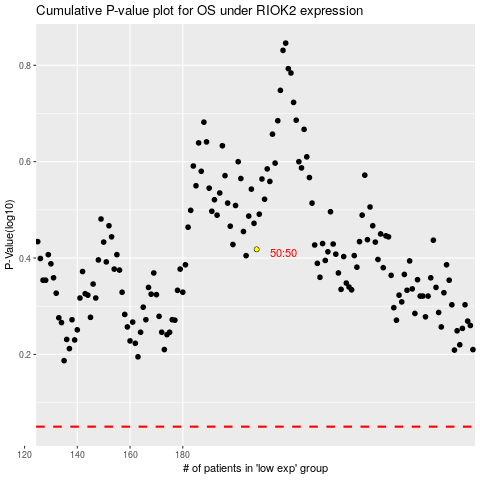 Cumulative P-value plot for OS under RIOK2 expression
P-Value(log10)
0.8
0.6
0.4
0.2
50:50
120 140 160 180
# of patients in 'low exp' group